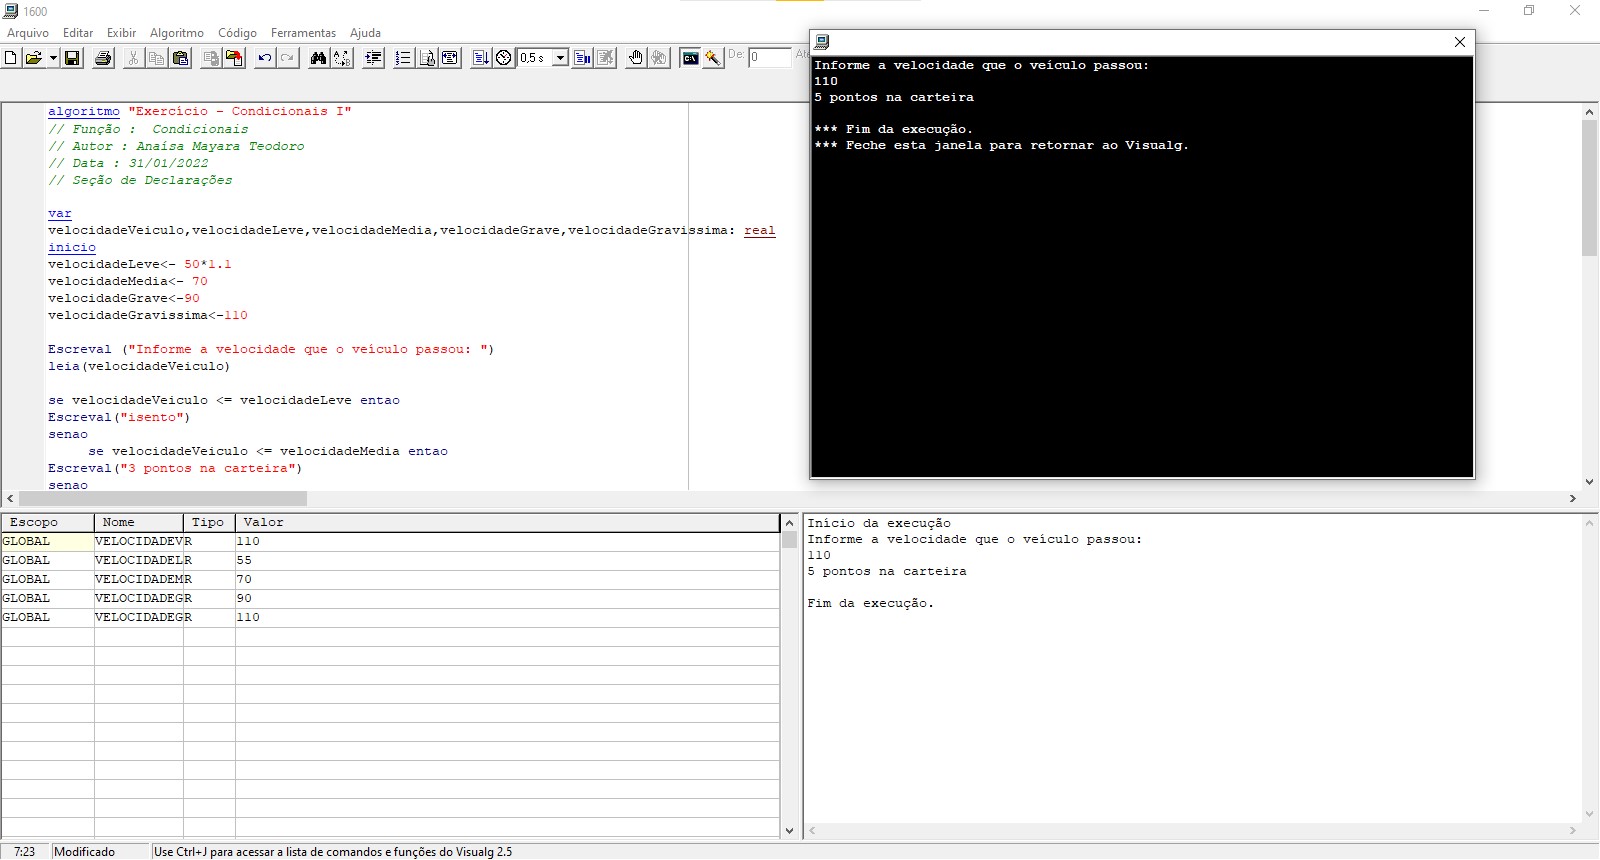 1600
Arquivo Editar Exibir Algoritmo Código Ferramentas Ajuda
0,5 s
De: 0 Até
algoritmo "Exercício - Condicionais I"
// Função :  Condicionais
// Autor : Anaísa Mayara Teodoro
// Data : 31/01/2022
// Seção de Declarações
var
velocidadeVeiculo,velocidadeLeve,velocidadeMedia,velocidadeGrave,velocidadeGravissima: real
inicio
velocidadeLeve<- 50*1.1
velocidadeMedia<- 70
velocidadeGrave<-90
velocidadeGravissima<-110
Escreval ("Informe a velocidade que o veículo passou: ")
leia(velocidadeVeiculo)
se velocidadeVeiculo <= velocidadeLeve entao
Escreval("isento")
senao
se velocidadeVeiculo <= velocidadeMedia entao
Escreval("3 pontos na carteira")
senao
Informe a velocidade que o veículo passou:
110
5 pontos na carteira
*** Fim da execução.
*** Feche esta janela para retornar ao Visualg.
Escopo Nome Tipo Valor
GLOBAL VELOCIDADEV R 110
GLOBAL VELOCIDADEL R 55
GLOBAL VELOCIDADEM R 70
GLOBAL VELOCIDADEG R 90
GLOBAL VELOCIDADEG R 110
Início da execução
Informe a velocidade que o veículo passou:
110
5 pontos na carteira
Fim da execução.
7:23 Modificado Use Ctrl+J para acessar a lista de comandos e funções do Visualg 2.5